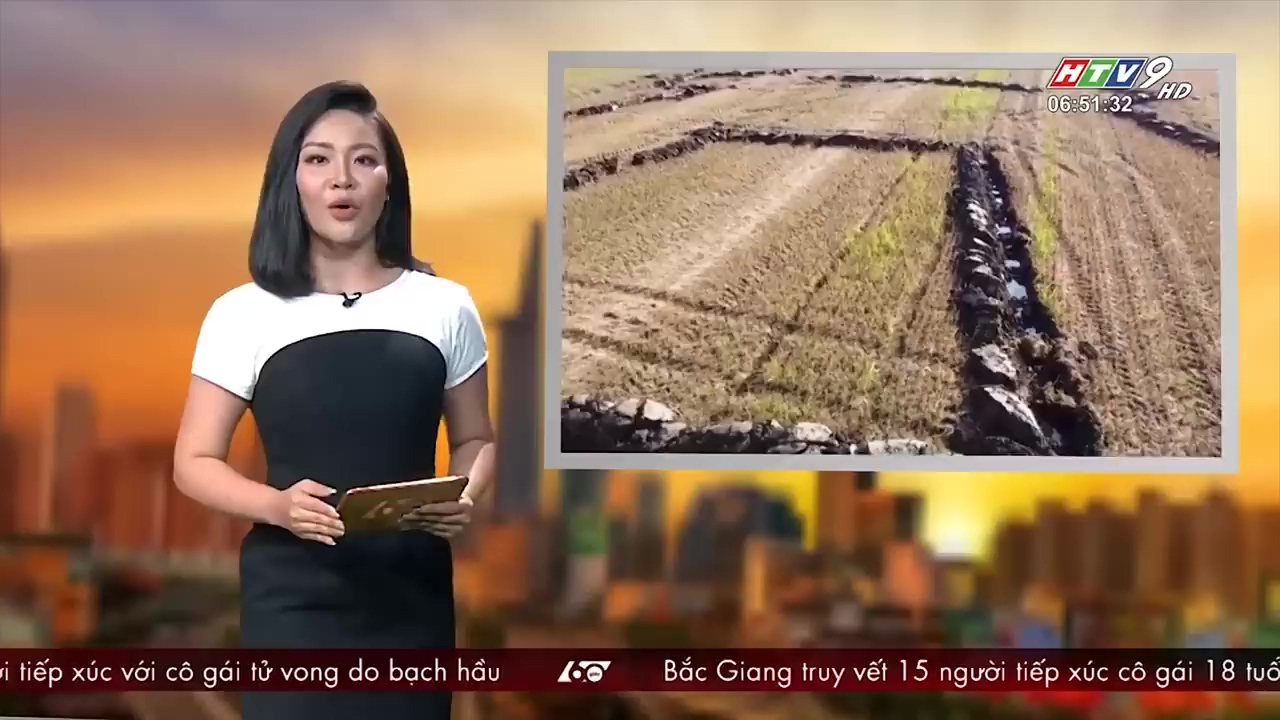 HTV9
HD
06:51:32
tiếp xúc với cô gái tử vong do bạch hầu
Bắc Giang truy vết 15 người tiếp xúc cô gái 18 tuổ